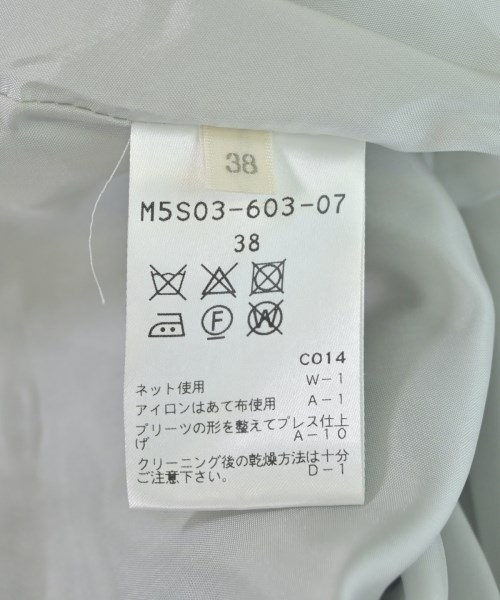 38
M5S03-603-07
38
F
W
C014
ネット使用 W-1
アイロンはあて布使用 A-1
プリーツの形を整えてプレス仕上
げ A-10
クリーニング後の乾燥方法は十分
ご注意下さい。 D-1